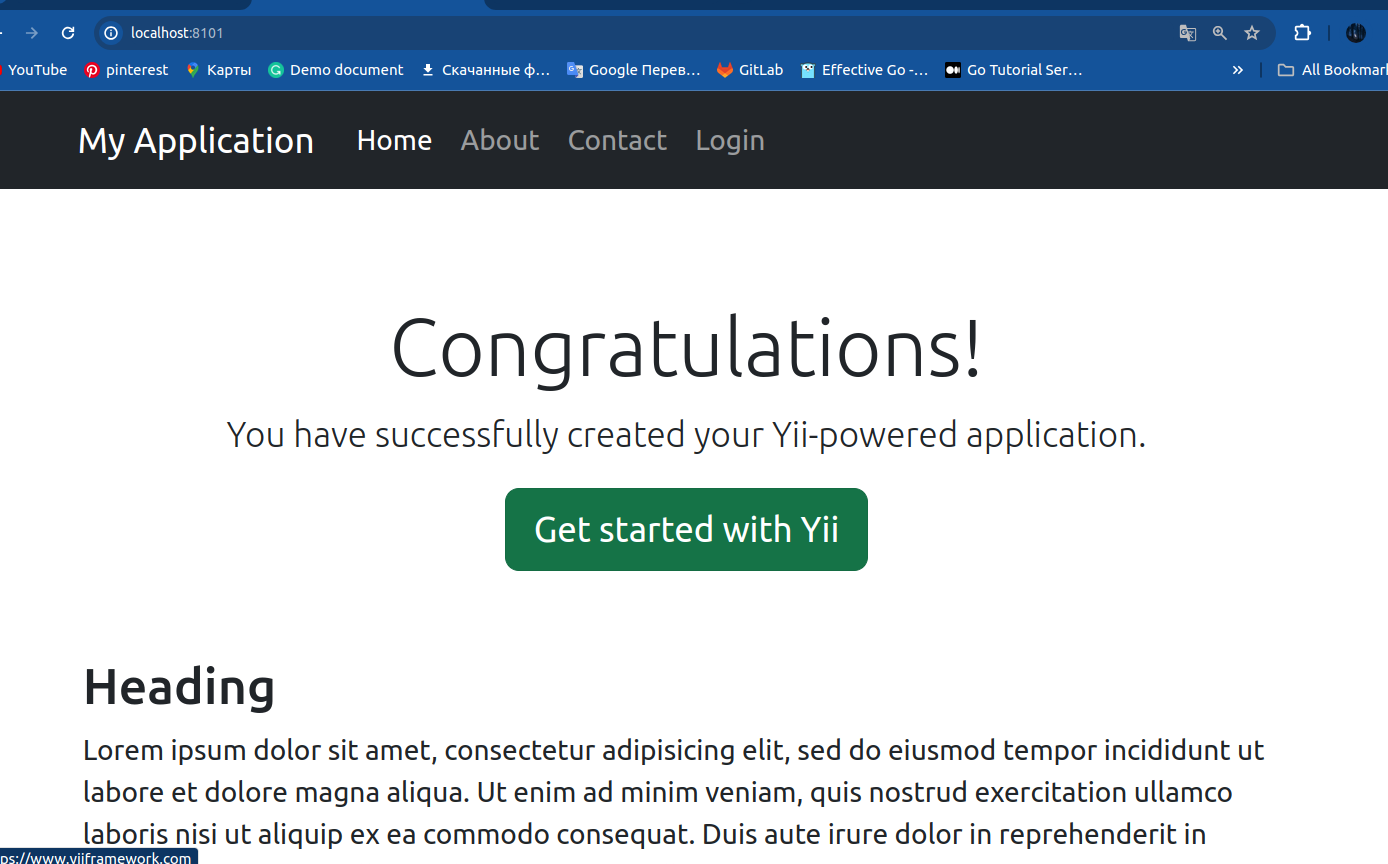 localhost:8101
YouTube pinterest Карты Demo document Скачанные ф... Google Перев... GitLab Effective Go -... Go Tutorial Ser... » All Bookmar
My Application Home About Contact Login
Congratulations!
You have successfully created your Yii-powered application.
Get started with Yii
Heading
Lorem ipsum dolor sit amet, consectetur adipisicing elit, sed do eiusmod tempor incididunt ut
labore et dolore magna aliqua. Ut enim ad minim veniam, quis nostrud exercitation ullamco
laboris nisi ut aliquip ex ea commodo consequat. Duis aute irure dolor in reprehenderit in
ps://www.yiiframework.com